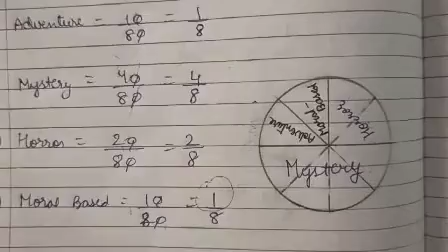 Adventure = 10/80 = 1/8
Mystery = 40/80 = 4/8
Horror = 20/80 = 2/8
Moral Based = 10/80 = 1/8
Adventure
Moral-Based
Horror
Mystery